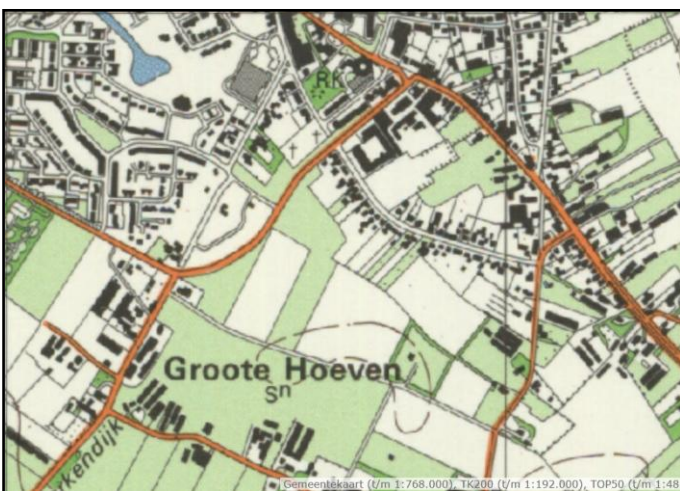 RK
Groote Hoeven
Sn
kendijk
Gemeentekaart (t/m 1:768.000), TK200 (t/m 1:192.000), TOP50 (t/m 1:48